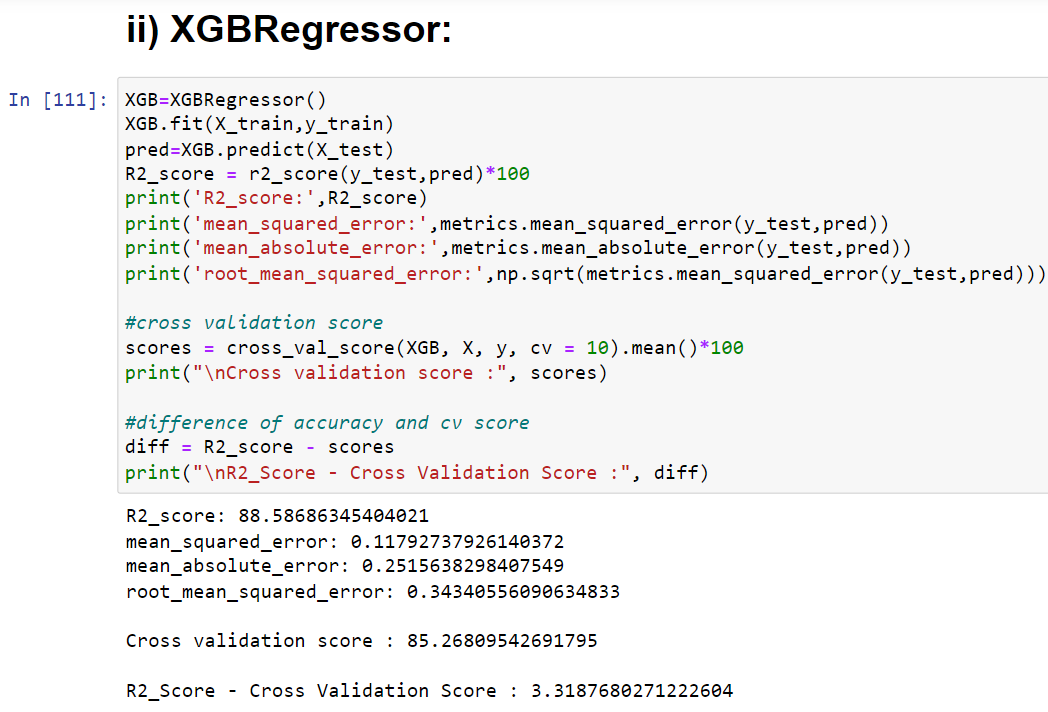 ii) XGBRegressor:
In [111]:
XGB=XGBRegressor()
XGB.fit(X_train,y_train)
pred=XGB.predict(X_test)
R2_score = r2_score(y_test,pred)*100
print('R2_score:',R2_score)
print('mean_squared_error:',metrics.mean_squared_error(y_test,pred))
print('mean_absolute_error:',metrics.mean_absolute_error(y_test,pred))
print('root_mean_squared_error:',np.sqrt(metrics.mean_squared_error(y_test,pred)))
#cross validation score
scores = cross_val_score(XGB, X, y, cv = 10).mean()*100
print("\nCross validation score :", scores)
#difference of accuracy and cv score
diff = R2_score - scores
print("\nR2_Score - Cross Validation Score :", diff)
R2_score: 88.58686345404021
mean_squared_error: 0.11792737926140372
mean_absolute_error: 0.2515638298407549
root_mean_squared_error: 0.34340556090634833
Cross validation score : 85.26809542691795
R2_Score - Cross Validation Score : 3.3187680271222604